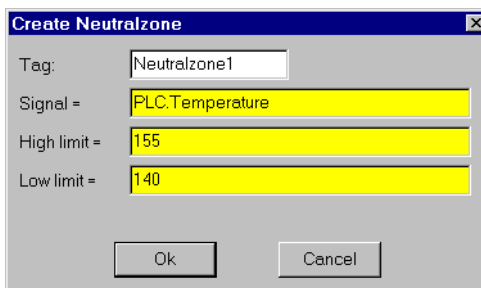 Create Neutralzone
Tag: Neutralzone1
Signal = PLC.Temperature
High limit = 155
Low limit = 140
Ok Cancel